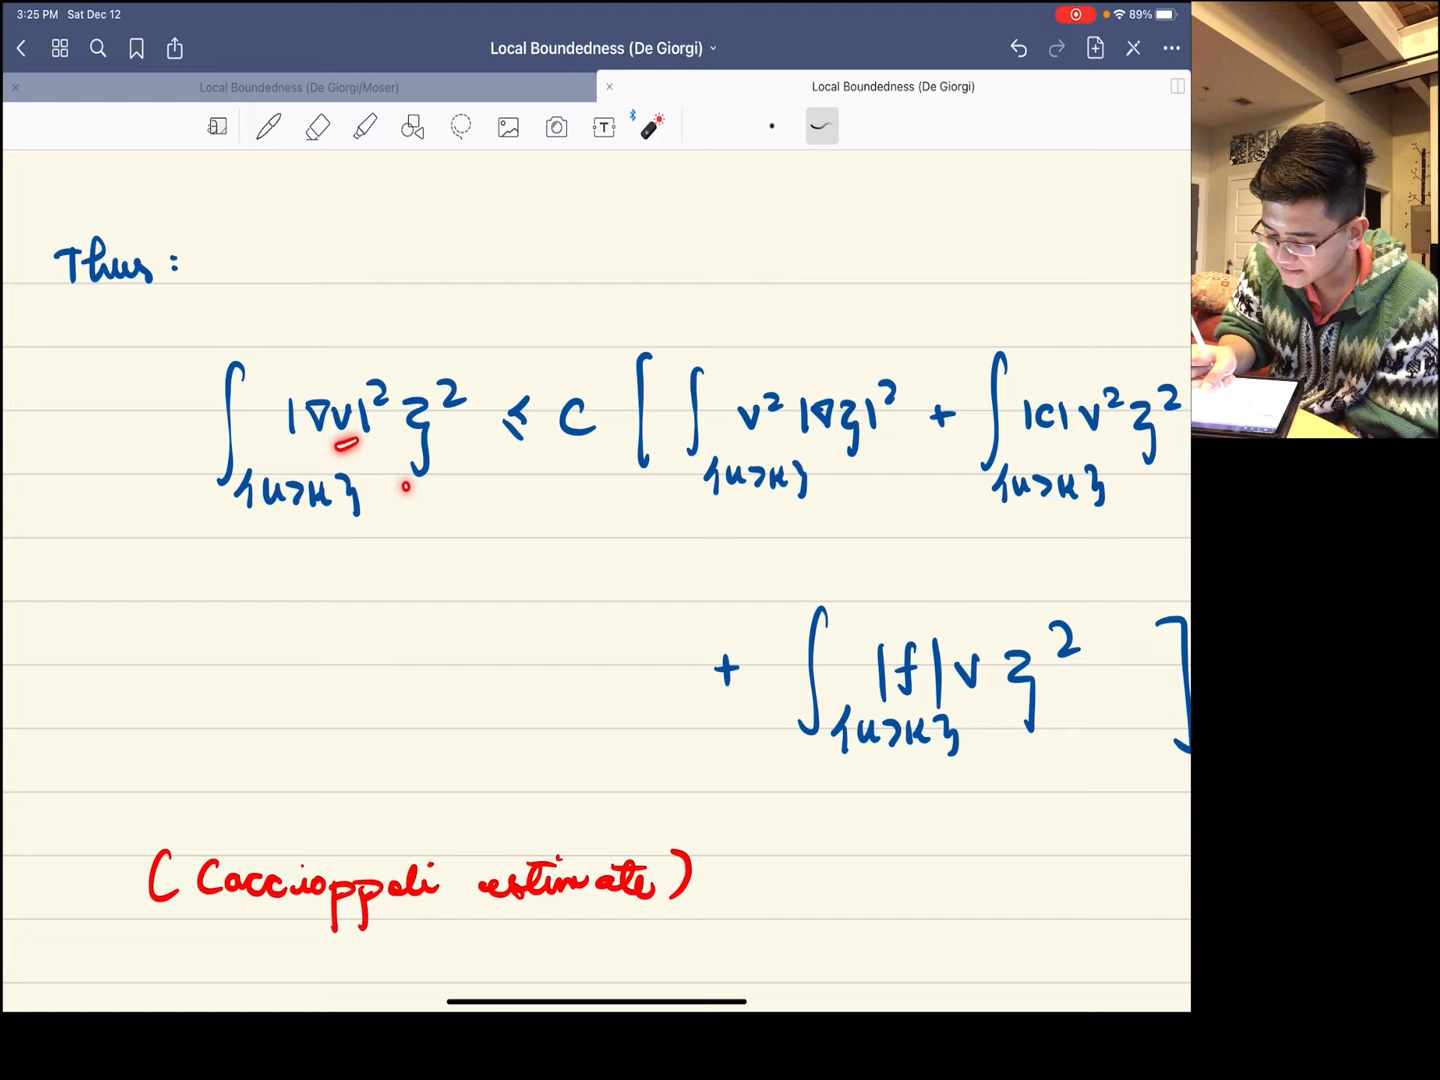 3:25 PM Sat Dec 12 89%
Local Boundedness (De Giorgi)
Local Boundedness (De Giorgi/Moser) Local Boundedness (De Giorgi)
T
Thus :
∫_{u>k} |∇v|² ζ² ≤ C [ ∫_{u>k} v² |∇ζ|² + ∫_{u>k} |c| v² ζ²
+ ∫_{u>k} |f| v ζ² ]
(Caccioppoli estimate)